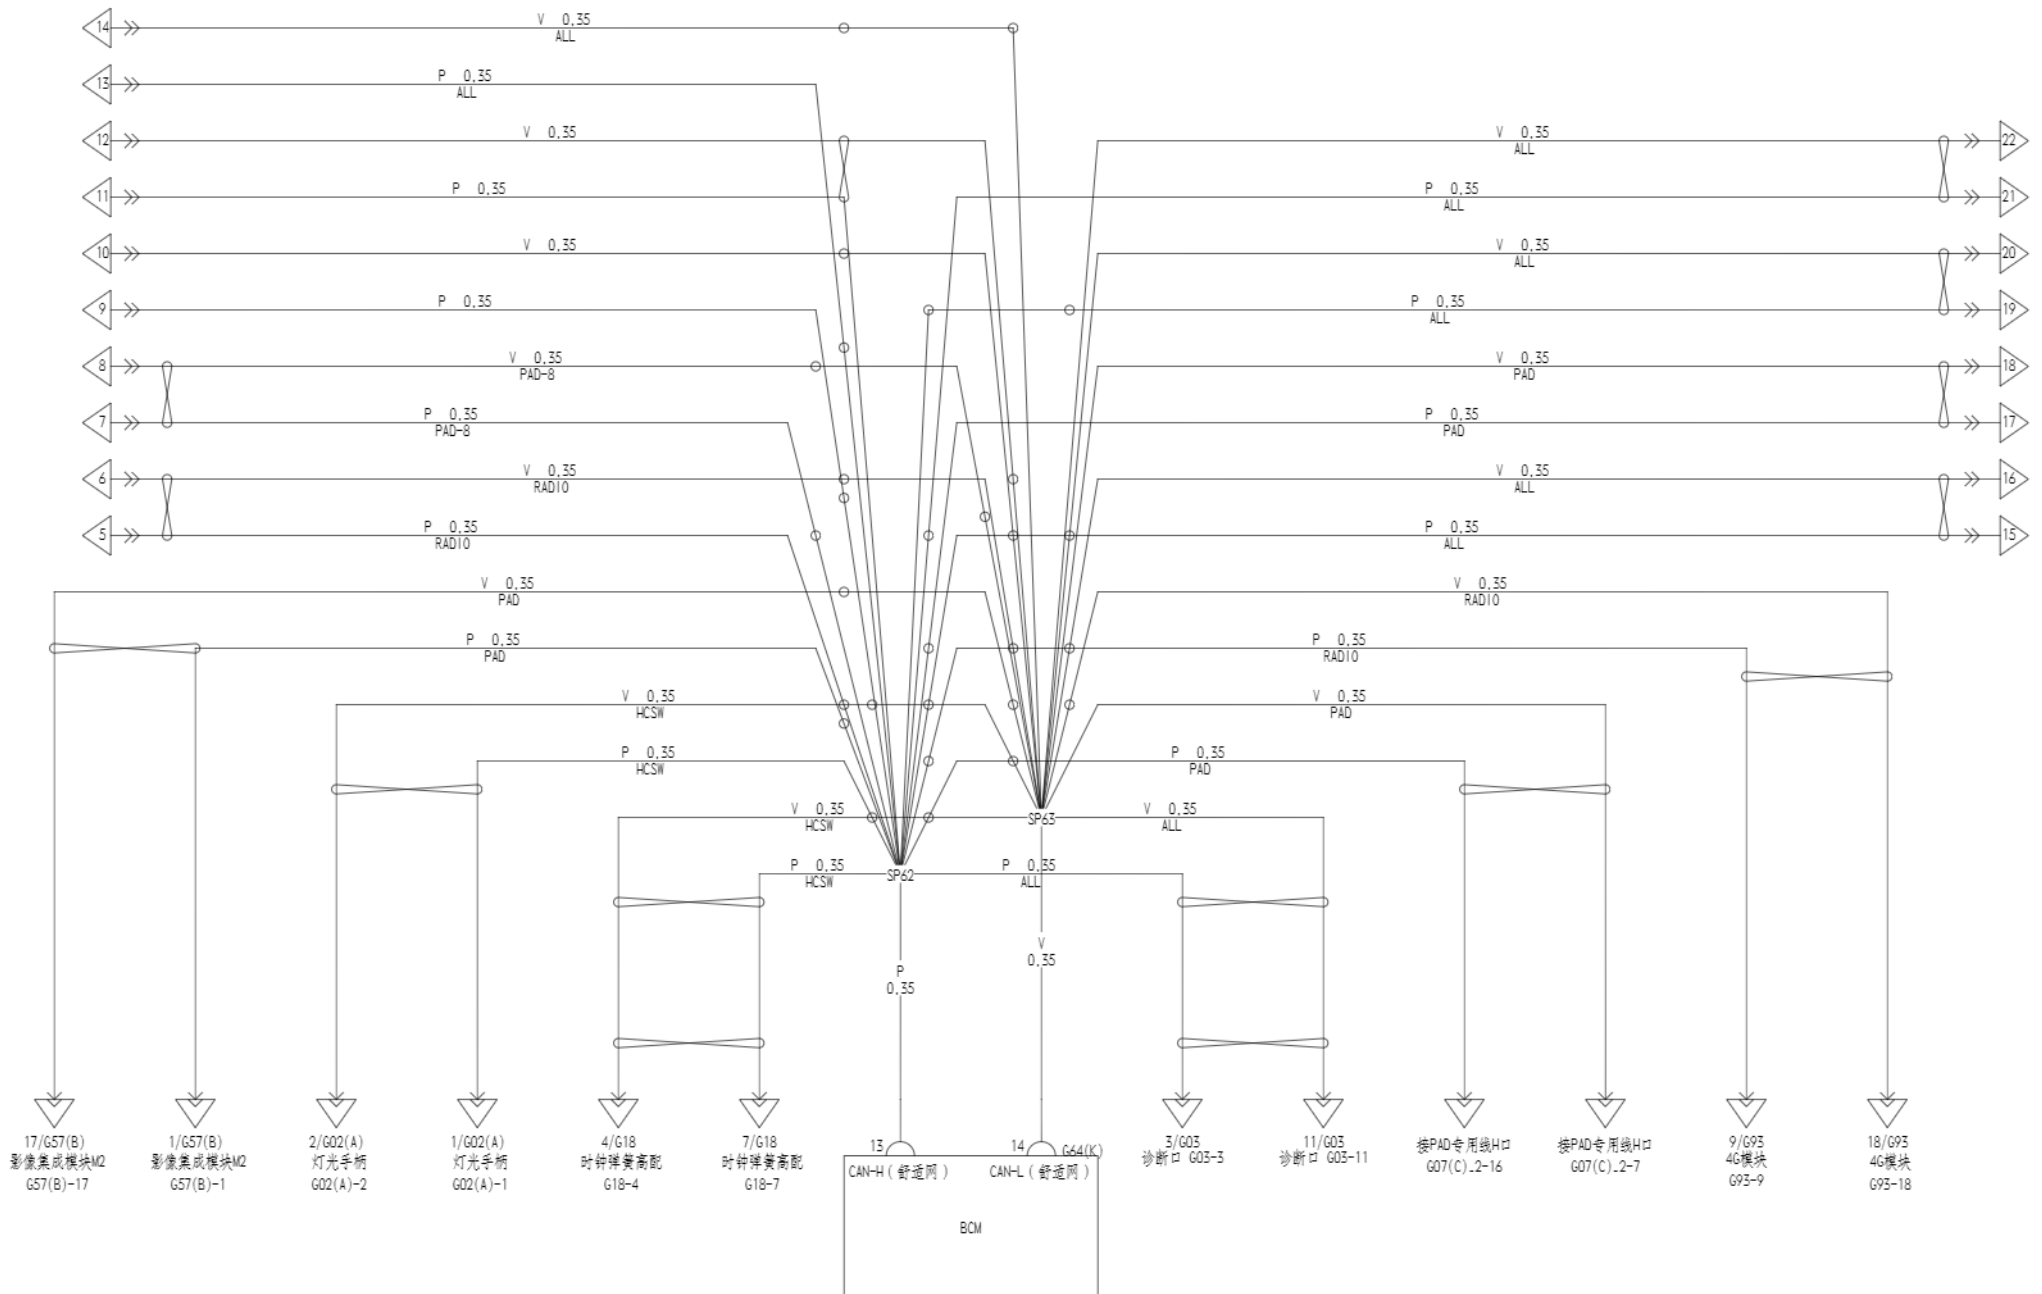 14
V 0.35
ALL
13
P 0.35
ALL
12
V 0.35
V 0.35
ALL
22
11
P 0.35
P 0.35
ALL
21
10
V 0.35
V 0.35
ALL
20
9
P 0.35
P 0.35
ALL
19
8
V 0.35
PAD-8
V 0.35
PAD
18
7
P 0.35
PAD-8
P 0.35
PAD
17
6
V 0.35
RADIO
V 0.35
ALL
16
5
P 0.35
RADIO
P 0.35
ALL
15
V 0.35
PAD
V 0.35
RADIO
P 0.35
PAD
P 0.35
RADIO
V 0.35
HCSW
V 0.35
PAD
P 0.35
HCSW
P 0.35
PAD
V 0.35
HCSW
SP63
V 0.35
ALL
P 0.35
HCSW
SP62
P 0.35
ALL
V
0.35
P
0.35
17/G57(B)
影像集成模块M2
G57(B)-17
1/G57(B)
影像集成模块M2
G57(B)-1
2/G02(A)
灯光手柄
G02(A)-2
1/G02(A)
灯光手柄
G02(A)-1
4/G18
时钟弹簧高配
G18-4
7/G18
时钟弹簧高配
G18-7
13
14
G64(K)
CAN-H ( 舒适网 )
CAN-L ( 舒适网 )
BCM
3/G03
诊断口 G03-3
11/G03
诊断口 G03-11
接PAD专用线H口
G07(C)_2-16
接PAD专用线H口
G07(C)_2-7
9/G93
4G模块
G93-9
18/G93
4G模块
G93-18